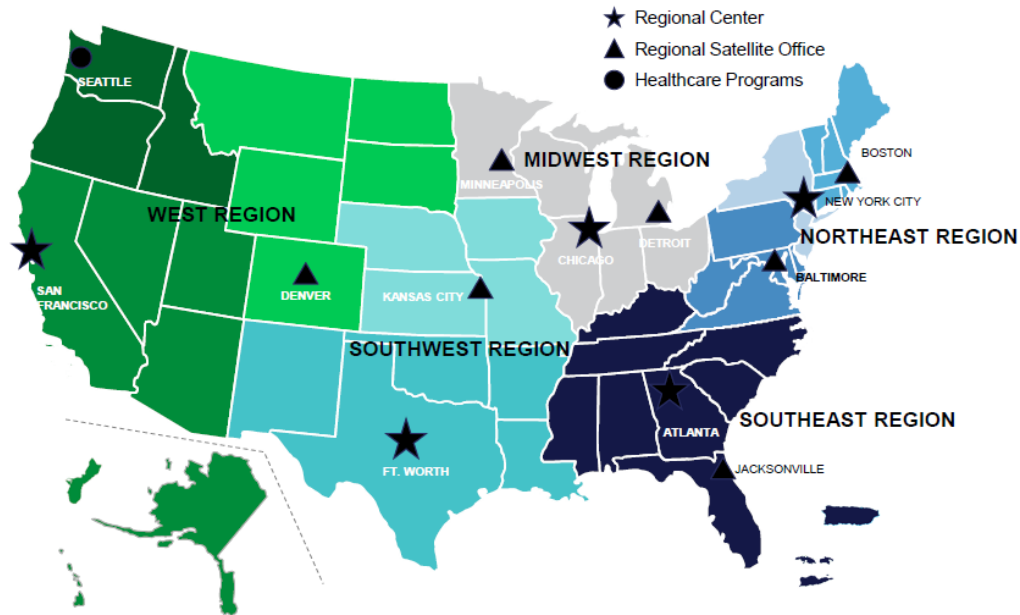 Regional Center
Regional Satellite Office
Healthcare Programs
SEATTLE
MINNEAPOLIS
MIDWEST REGION
BOSTON
NEW YORK CITY
WEST REGION
NORTHEAST REGION
DETROIT
CHICAGO
BALTIMORE
SAN
FRANCISCO
DENVER
KANSAS CITY
SOUTHWEST REGION
SOUTHEAST REGION
ATLANTA
FT. WORTH
JACKSONVILLE